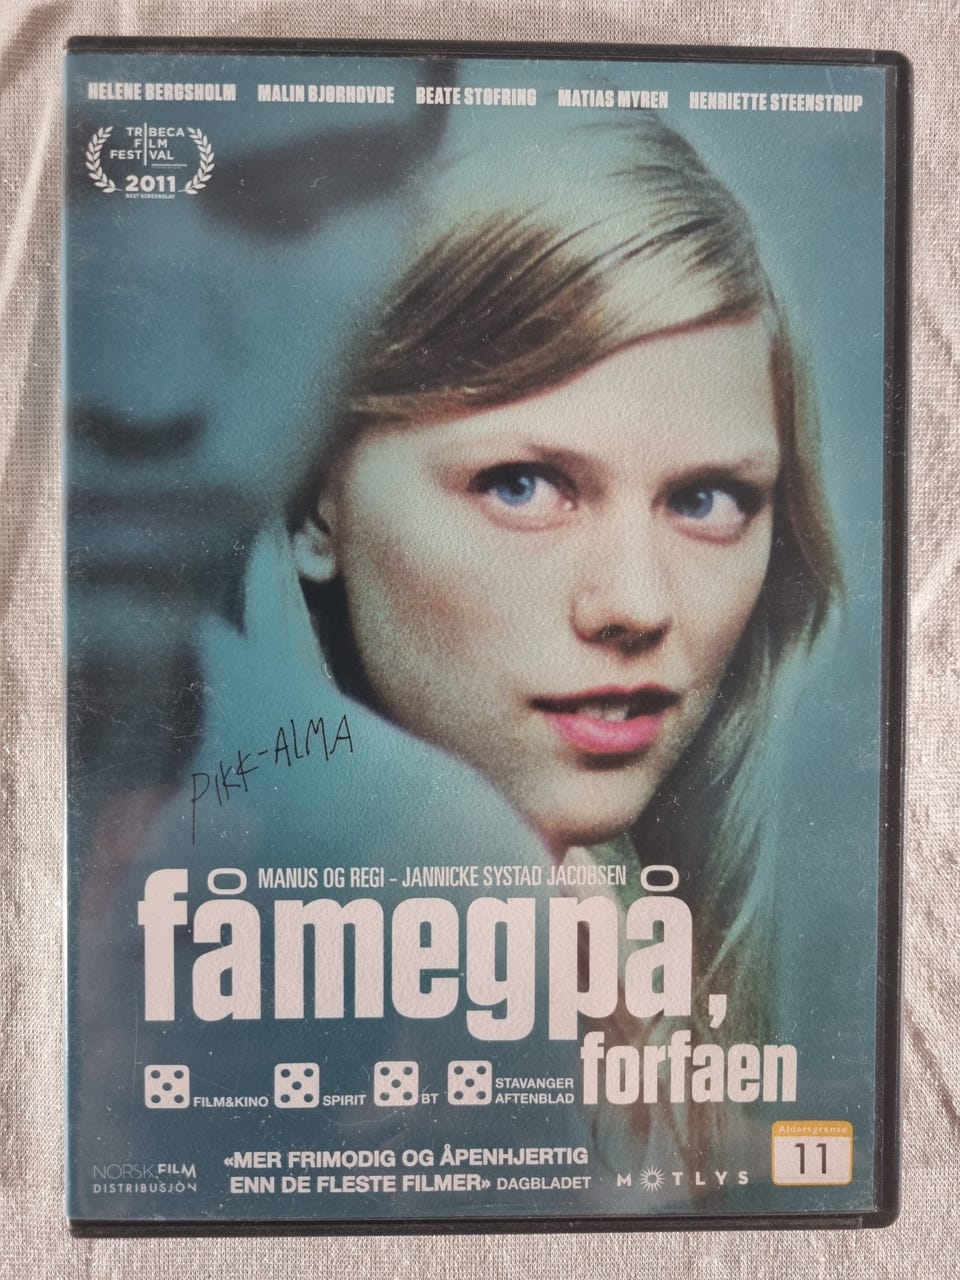 HELENE BERGSHOLM MALIN BJØRHOVDE BEATE STØFRING MATIAS MYREN HENRIETTE STEENSTRUP
TRIBECA
FILM
FESTIVAL
2011
BEST SCREENPLAY
PIKK-ALMA
MANUS OG REGI - JANNICKE SYSTAD JACOBSEN
fåmegpå,
forfaen
FILM&KINO SPIRIT BT STAVANGER AFTENBLAD
Aldersgrense
11
«MER FRIMODIG OG ÅPENHJERTIG
ENN DE FLESTE FILMER» DAGBLADET
NORSKFILM
DISTRIBUSJON
MOTLYS